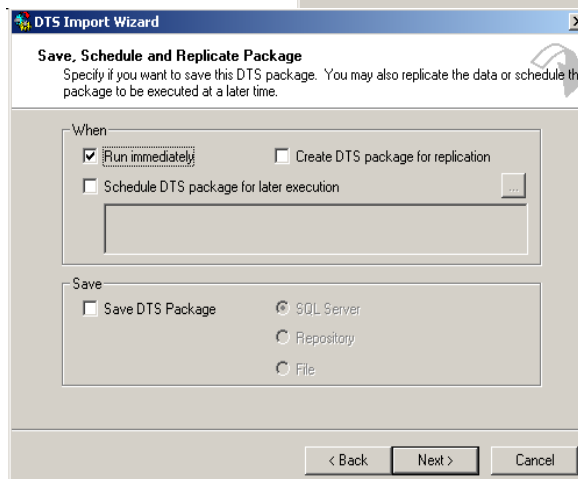 DTS Import Wizard
Save, Schedule and Replicate Package
Specify if you want to save this DTS package. You may also replicate the data or schedule th
package to be executed at a later time.
When
Run immediately Create DTS package for replication
Schedule DTS package for later execution ...
Save
Save DTS Package SQL Server
Repository
File
< Back Next > Cancel